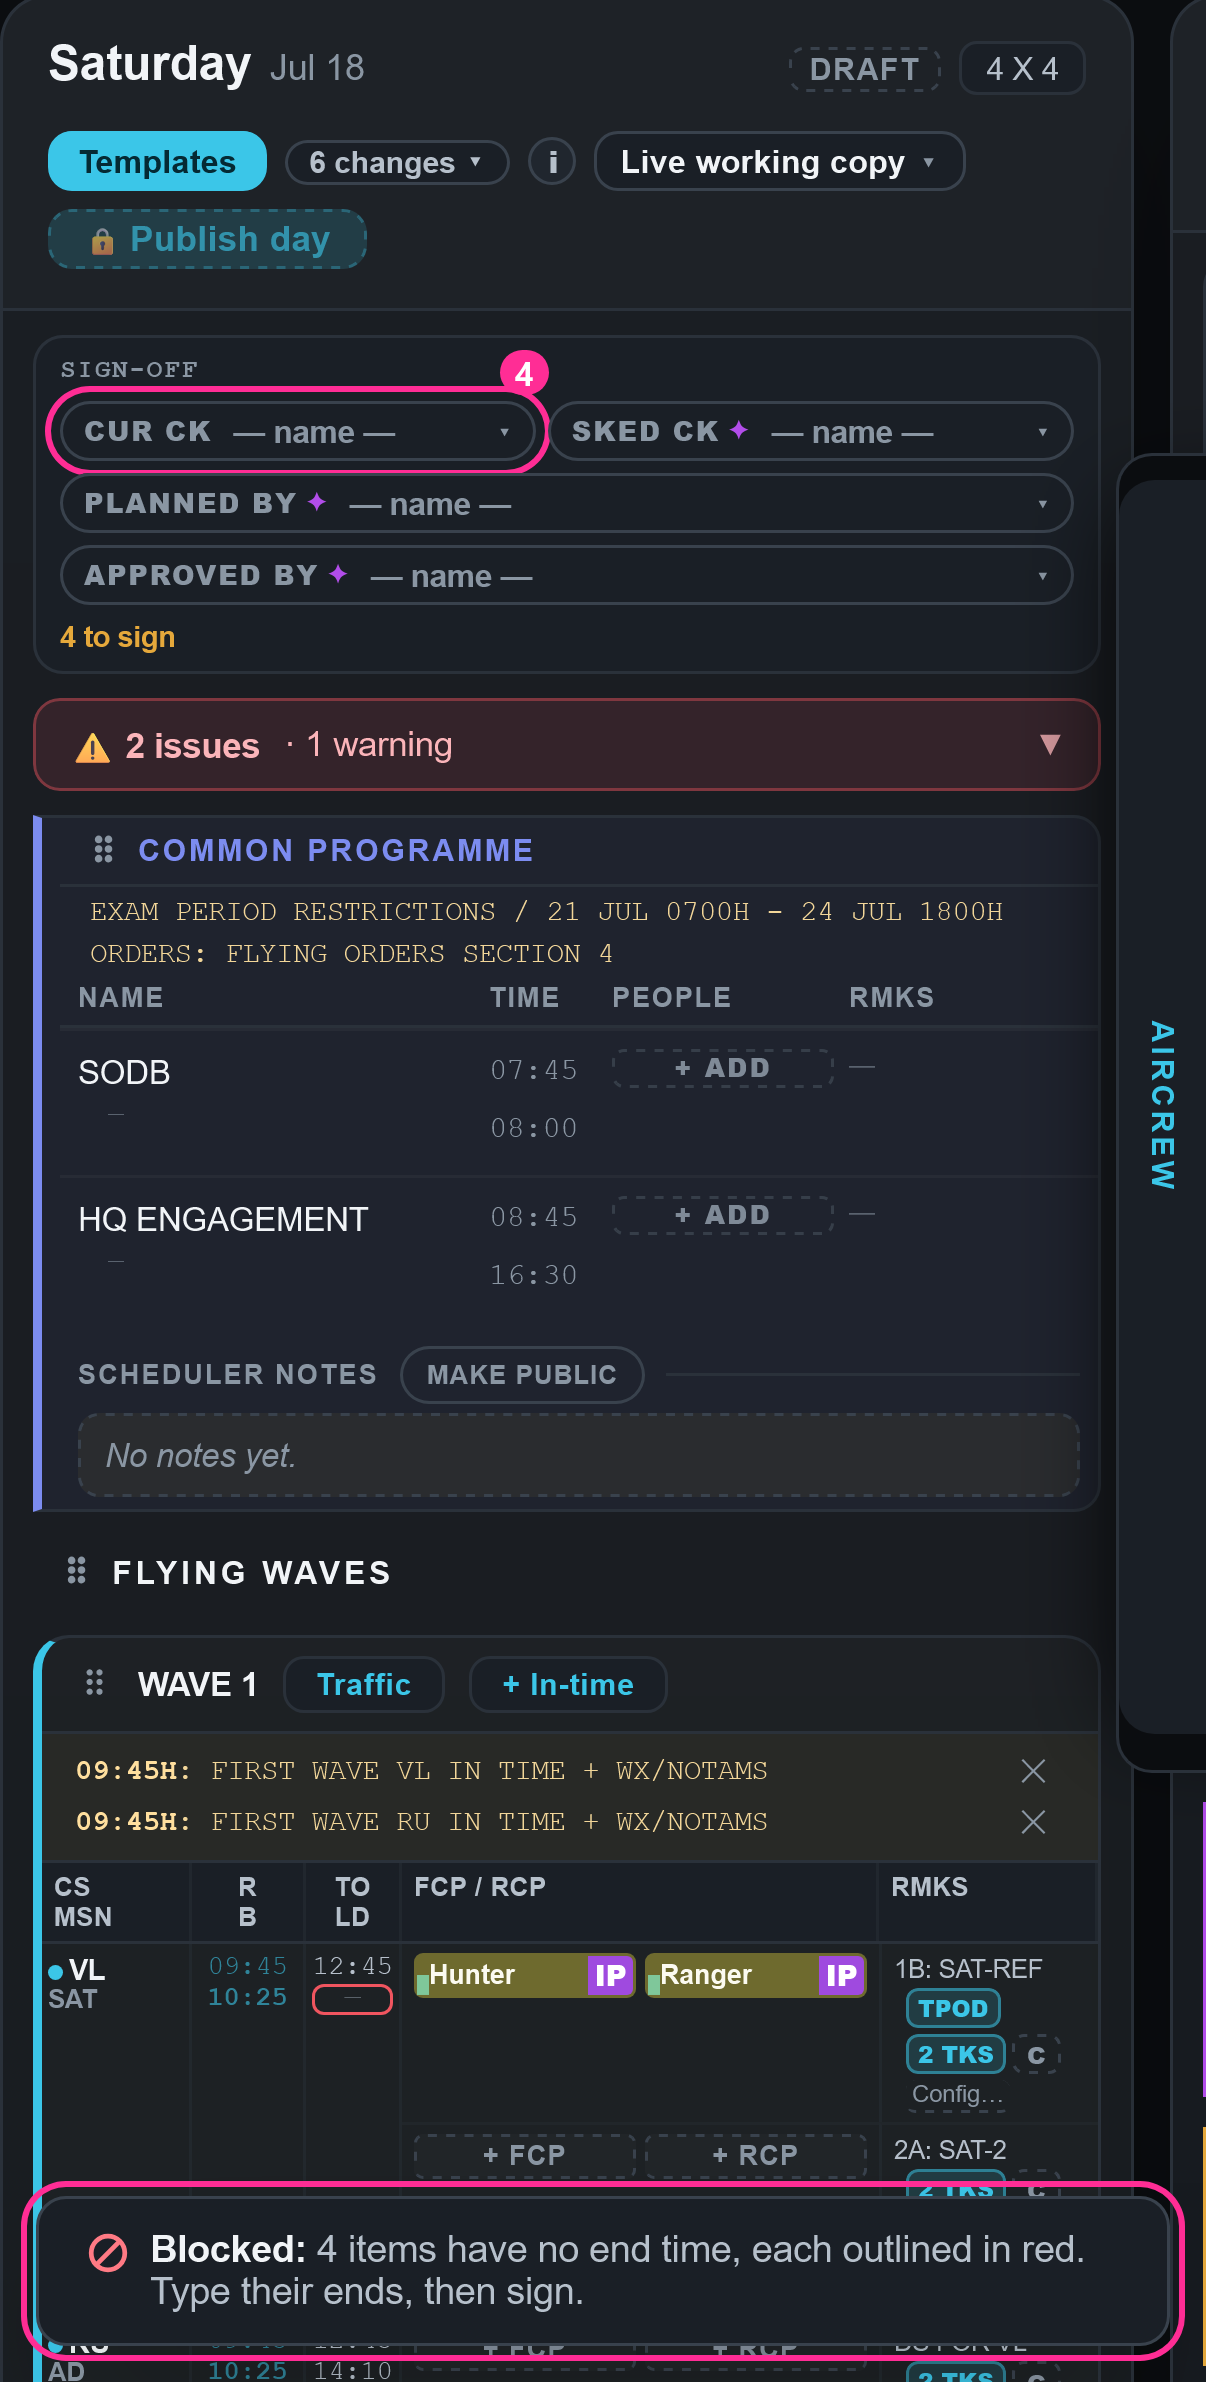 Saturday Jul 18 DRAFT 4 X 4
Templates 6 changes ▾ i Live working copy ▾
🔒 Publish day
SIGN-OFF 4
CUR CK — name — ▾ SKED CK ✦ — name — ▾
PLANNED BY ✦ — name — ▾
APPROVED BY ✦ — name — ▾
4 to sign
⚠️ 2 issues · 1 warning ▼
COMMON PROGRAMME
EXAM PERIOD RESTRICTIONS / 21 JUL 0700H - 24 JUL 1800H
ORDERS: FLYING ORDERS SECTION 4
NAME TIME PEOPLE RMKS
SODB 07:45 + ADD —
— 08:00
HQ ENGAGEMENT 08:45 + ADD —
— 16:30
SCHEDULER NOTES MAKE PUBLIC
No notes yet.
AIRCREW
FLYING WAVES
WAVE 1 Traffic + In-time
09:45H: FIRST WAVE VL IN TIME + WX/NOTAMS ×
09:45H: FIRST WAVE RU IN TIME + WX/NOTAMS ×
CS R TO FCP / RCP RMKS
MSN B LD
VL 09:45 12:45 Hunter IP Ranger IP 1B: SAT-REF
SAT 10:25 — TPOD
2 TKS C
Config...
+ FCP + RCP 2A: SAT-2
2 TKS C
Blocked: 4 items have no end time, each outlined in red.
Type their ends, then sign.
+ FCP + RCP
AD 10:25 14:10 2 TKS C